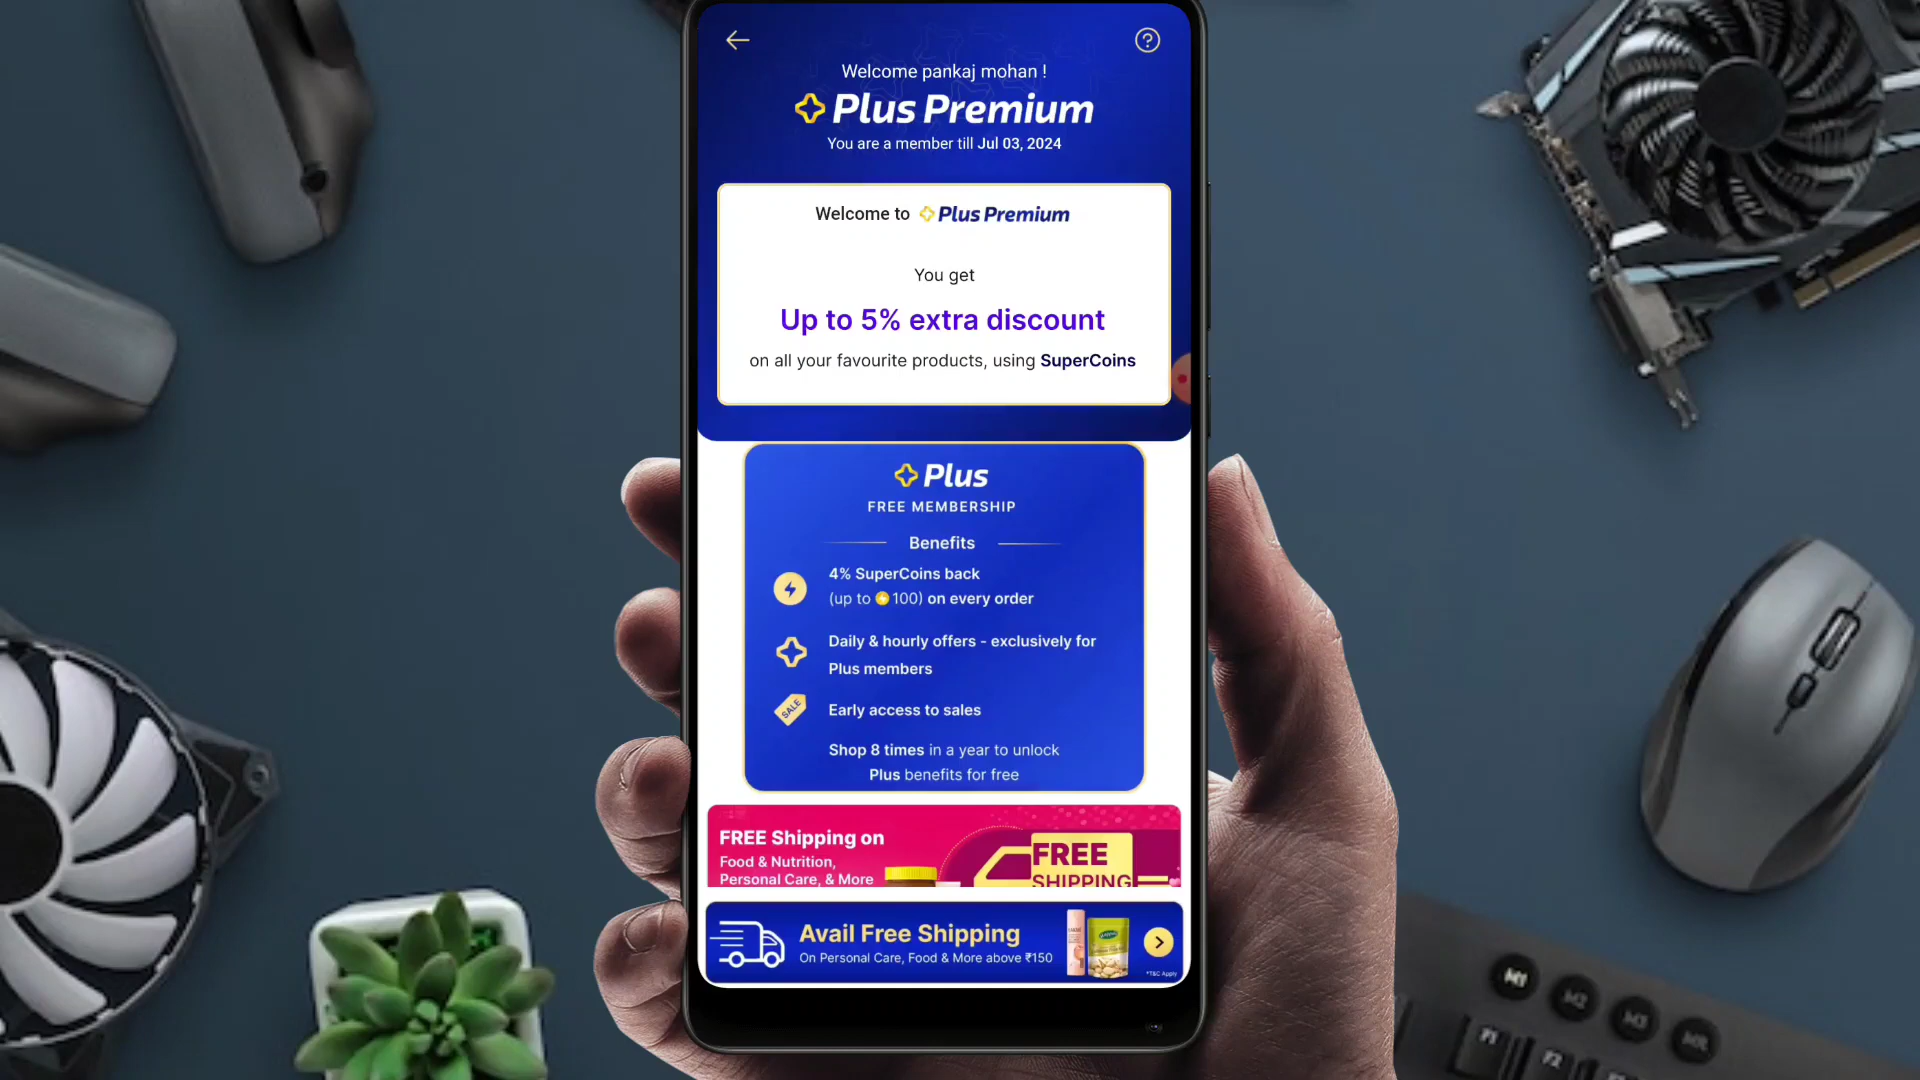 Welcome pankaj mohan !
Plus Premium
You are a member till Jul 03, 2024
Welcome to Plus Premium
You get
Up to 5% extra discount
on all your favourite products, using SuperCoins
Plus
FREE MEMBERSHIP
Benefits
4% SuperCoins back
(up to 100) on every order
Daily & hourly offers - exclusively for
Plus members
SALE
Early access to sales
Shop 8 times in a year to unlock
Plus benefits for free
FREE Shipping on
Food & Nutrition,
Personal Care, & More
FREE
SHIPPING
Avail Free Shipping
On Personal Care, Food & More above ₹150
*T&C Apply
M1
M2
M3
MR
F1
F2